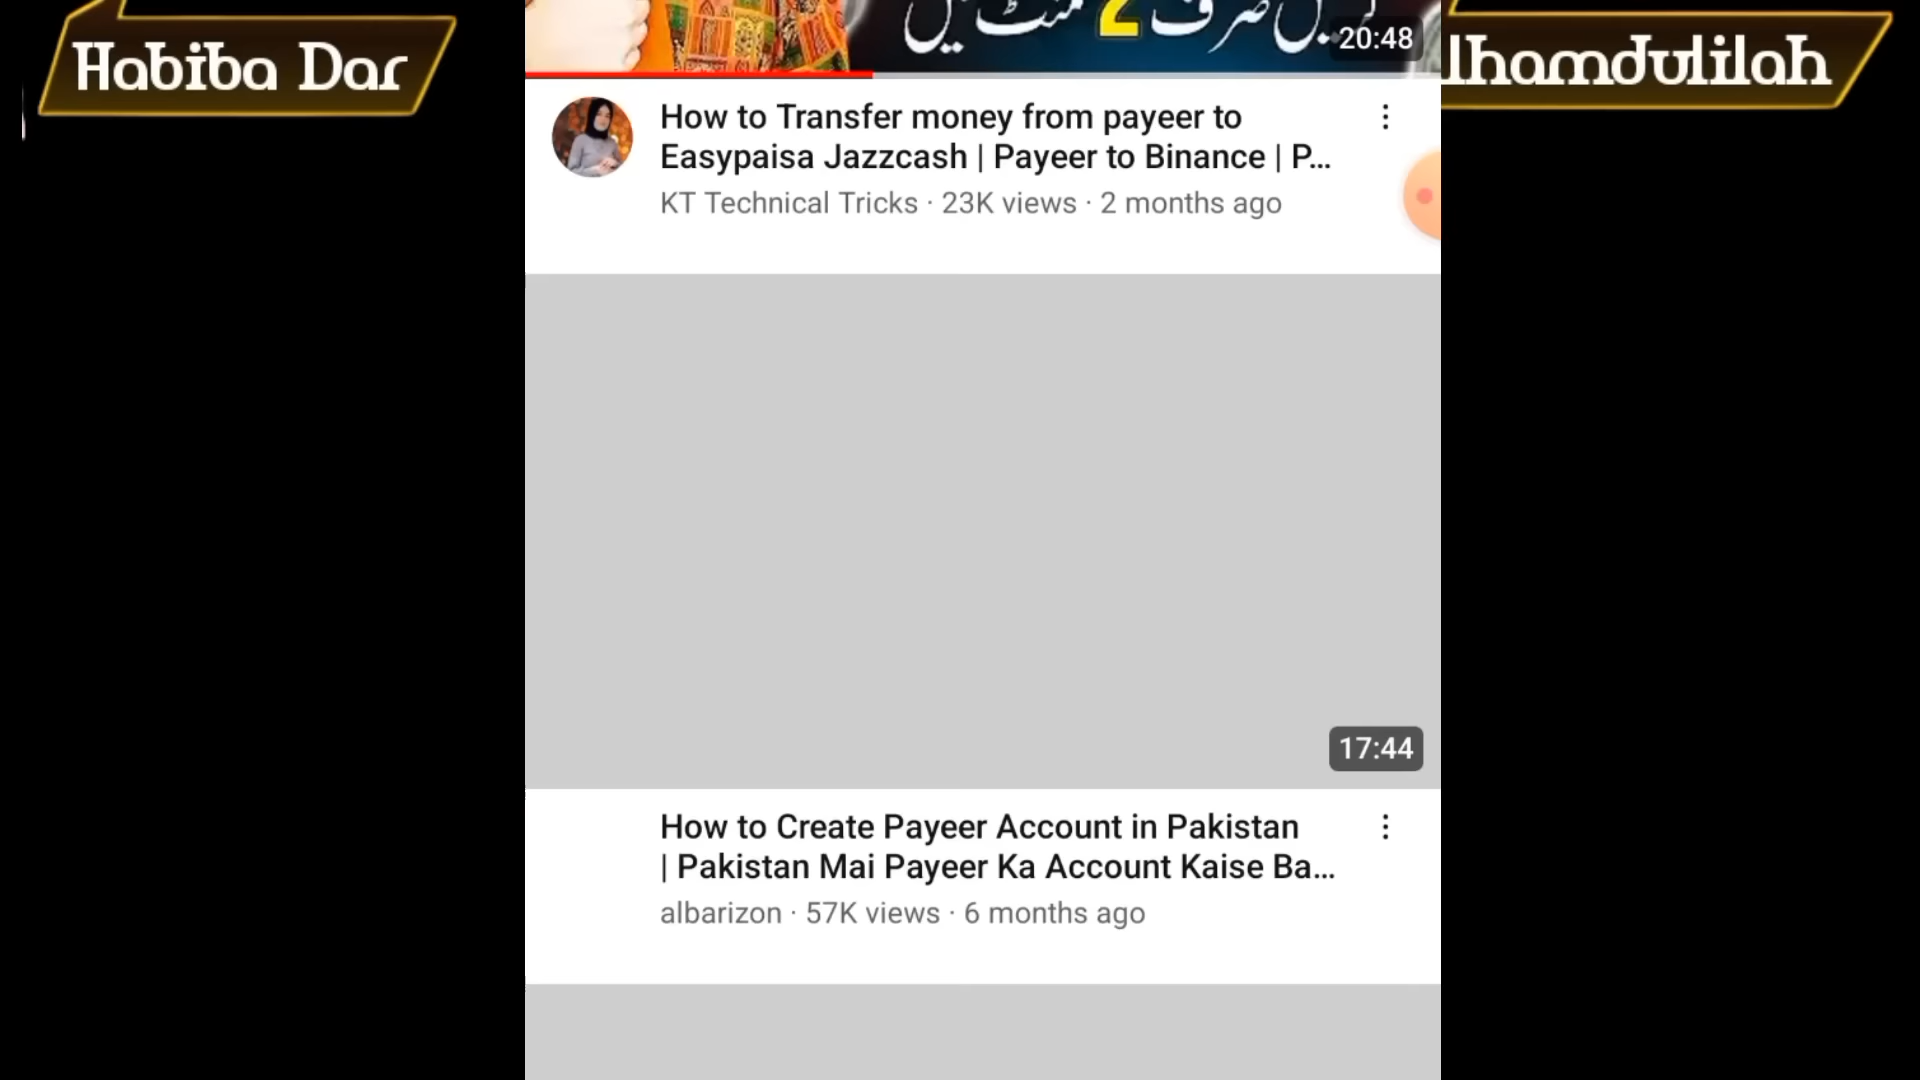 Habiba Dar
lhamdulilah
صرف 2 منٹ میں
20:48
How to Transfer money from payeer to
Easypaisa Jazzcash | Payeer to Binance | P...
KT Technical Tricks · 23K views · 2 months ago
17:44
How to Create Payeer Account in Pakistan
| Pakistan Mai Payeer Ka Account Kaise Ba...
albarizon · 57K views · 6 months ago